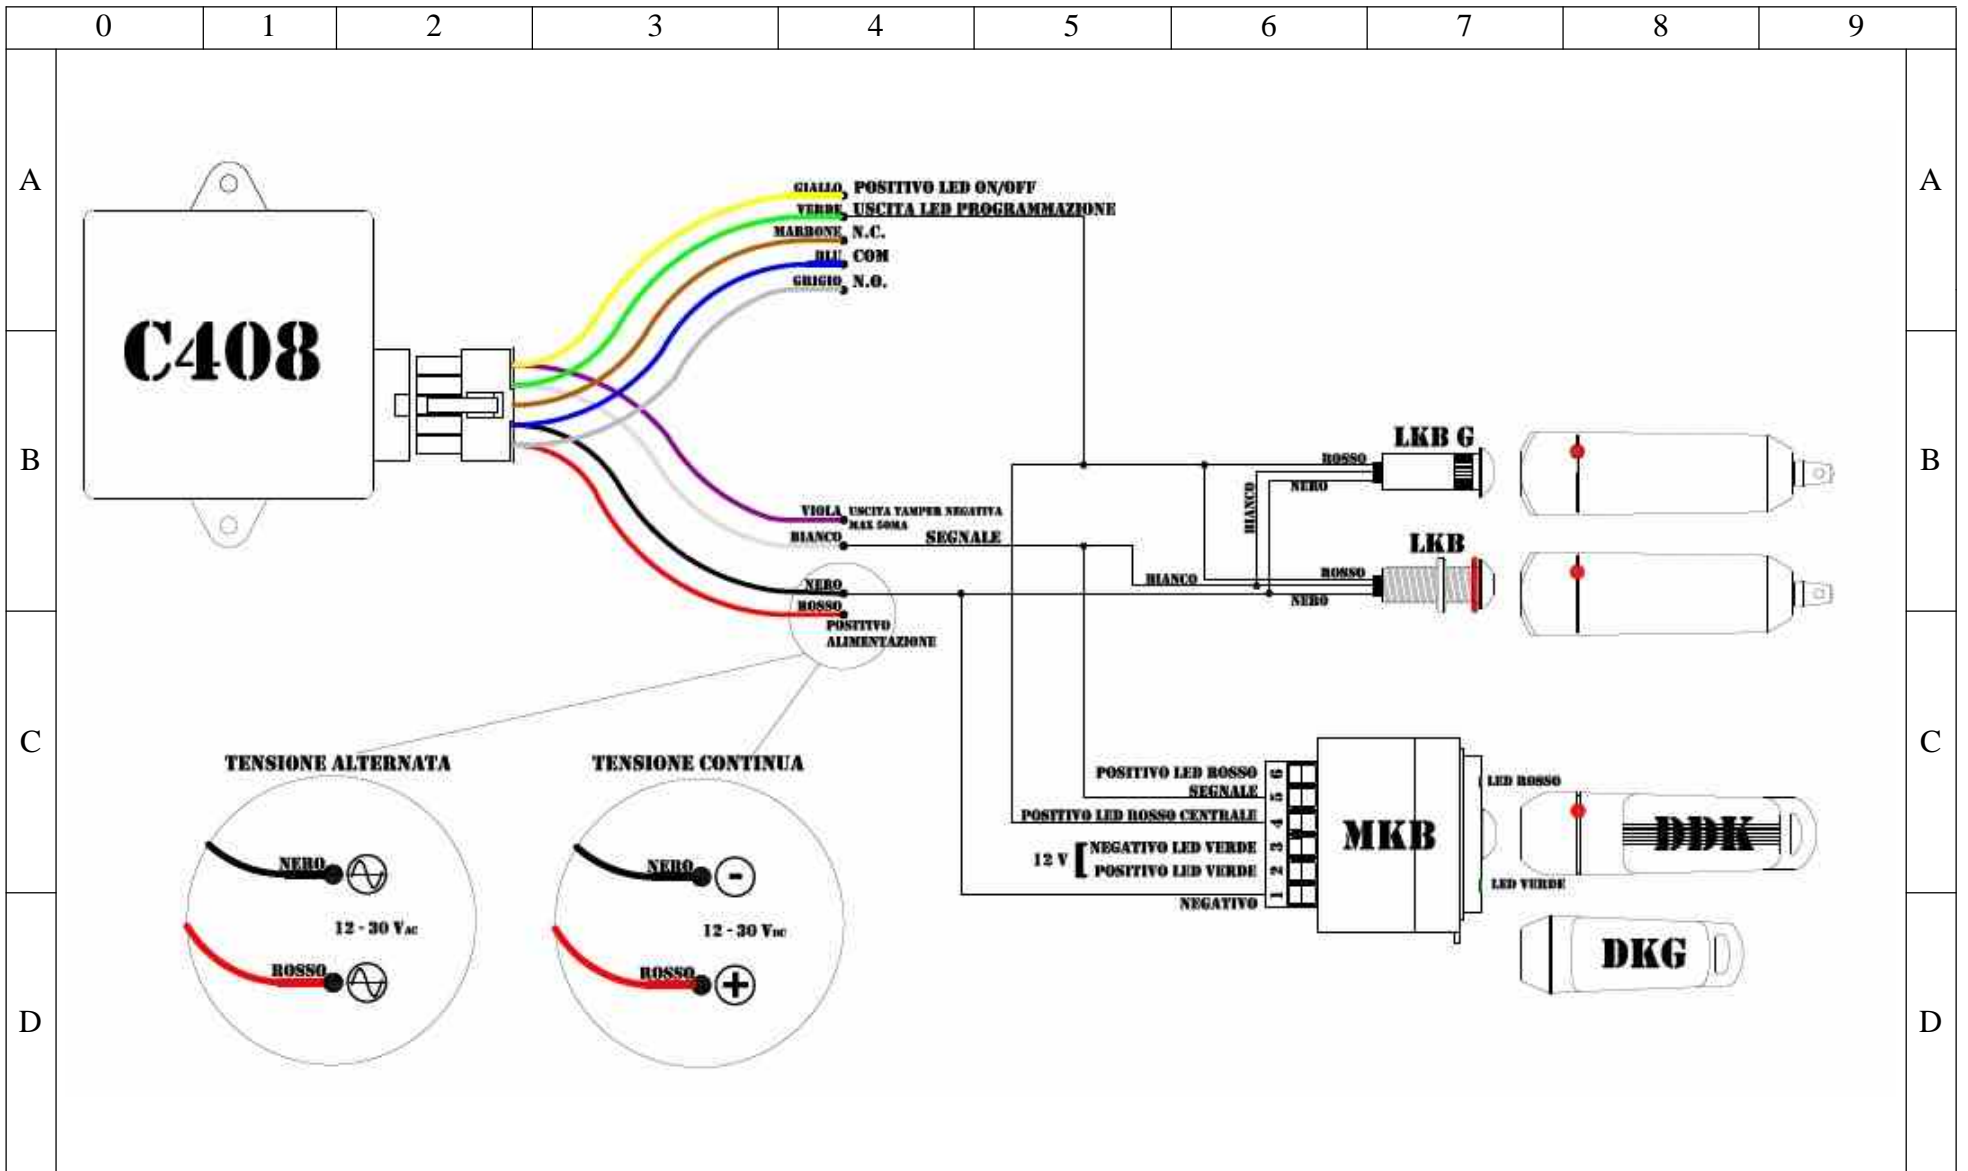 0 1 2 3 4 5 6 7 8 9
A A
GIALLO POSITIVO LED ON/OFF
VERDE USCITA LED PROGRAMMAZIONE
MARRONE N.C.
BLU COM
GRIGIO N.O.
C408
B B
LKB G
ROSSO
NERO
BIANCO
VIOLA USCITA TAMPER NEGATIVA
MAX 50MA
BIANCO SEGNALE
LKB
ROSSO
BIANCO
NERO
NERO
ROSSO
POSITIVO
ALIMENTAZIONE
C C
TENSIONE ALTERNATA
NERO
12 - 30 VAC
ROSSO
TENSIONE CONTINUA
NERO
-
12 - 30 VDC
ROSSO
+
POSITIVO LED ROSSO 6
SEGNALE 5
POSITIVO LED ROSSO CENTRALE 4
12 V
NEGATIVO LED VERDE 3
POSITIVO LED VERDE 2
NEGATIVO 1
MKB
LED ROSSO
LED VERDE
DDK
DKG
D D